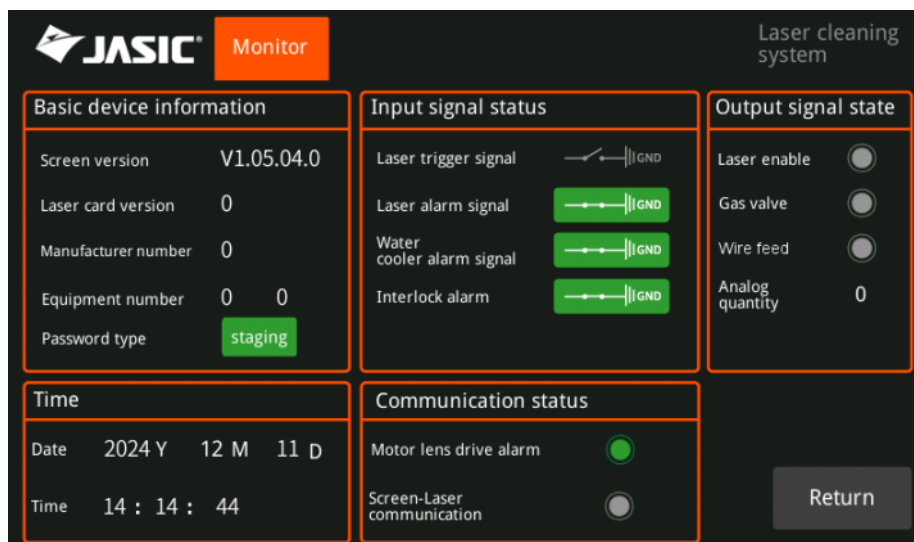 JASIC
Monitor
Laser cleaning
system
Basic device information
Screen version V1.05.04.0
Laser card version 0
Manufacturer number 0
Equipment number 0 0
Password type staging
Input signal status
Laser trigger signal GND
Laser alarm signal GND
Water
cooler alarm signal GND
Interlock alarm GND
Output signal state
Laser enable
Gas valve
Wire feed
Analog
quantity 0
Time
Date 2024 Y 12 M 11 D
Time 14 : 14 : 44
Communication status
Motor lens drive alarm
Screen-Laser
communication
Return